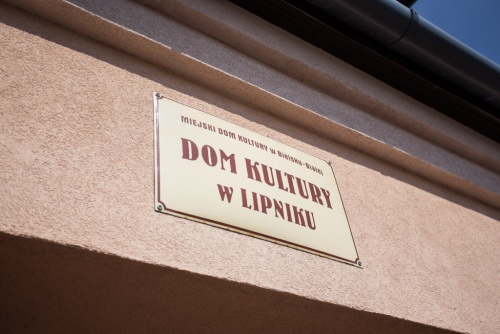 MIEJSKI DOM KULTURY W BIELSKU-BIAŁEJ
DOM KULTURY
W LIPNIKU